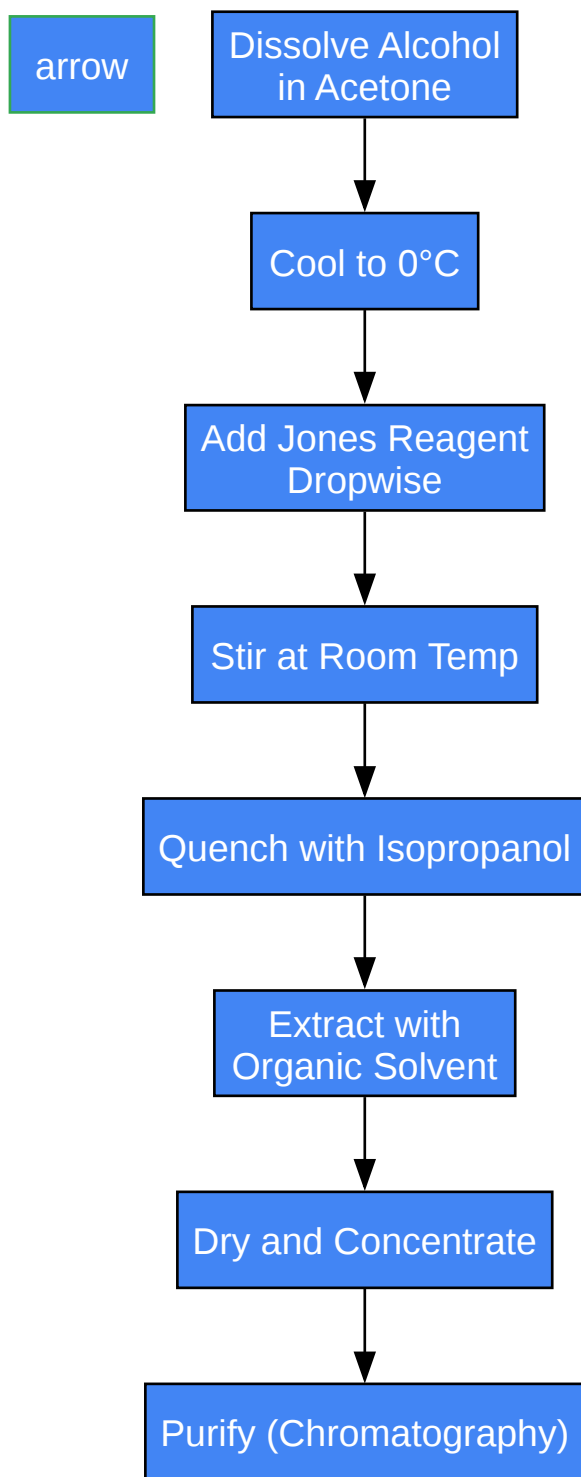 arrow
Dissolve Alcohol
in Acetone
Cool to 0°C
Add Jones Reagent
Dropwise
Stir at Room Temp
Quench with Isopropanol
Extract with
Organic Solvent
Dry and Concentrate
Purify (Chromatography)